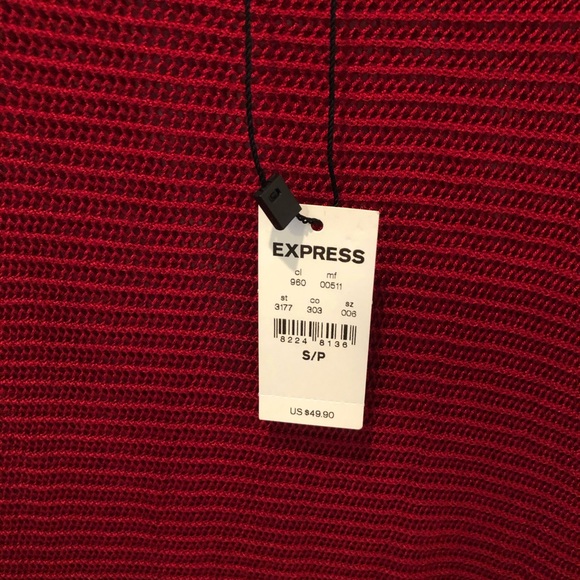 EXPRESS
cl mf
960 00511
st co sz
3177 303 006
8224 8136
S/P
US $49.90